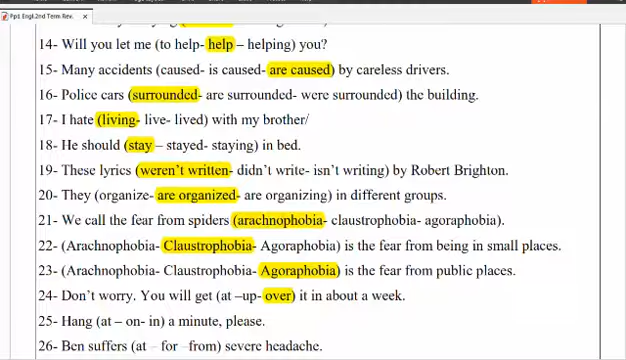 Pp1 Engl.2nd Term Rev.
14- Will you let me (to help- help – helping) you?
15- Many accidents (caused- is caused- are caused) by careless drivers.
16- Police cars (surrounded- are surrounded- were surrounded) the building.
17- I hate (living- live- lived) with my brother/
18- He should (stay – stayed- staying) in bed.
19- These lyrics (weren't written- didn't write- isn't writing) by Robert Brighton.
20- They (organize- are organized- are organizing) in different groups.
21- We call the fear from spiders (arachnophobia- claustrophobia- agoraphobia).
22- (Arachnophobia- Claustrophobia- Agoraphobia) is the fear from being in small places.
23- (Arachnophobia- Claustrophobia- Agoraphobia) is the fear from public places.
24- Don't worry. You will get (at –up- over) it in about a week.
25- Hang (at – on- in) a minute, please.
26- Ben suffers (at – for –from) severe headache.